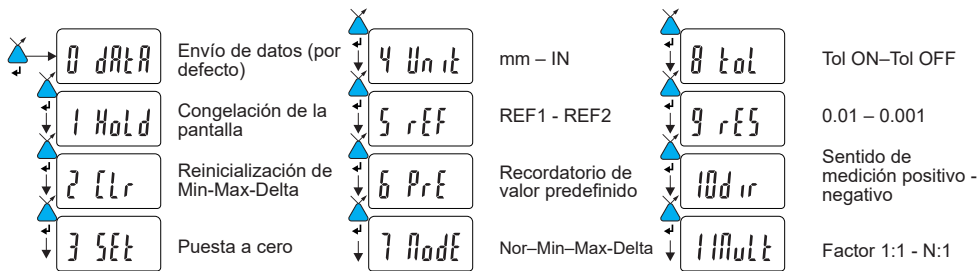 0 dAtA
Envío de datos (por
defecto)
1 Hold
Congelación de la
pantalla
2 CLr
Reinicialización de
Min-Max-Delta
3 SEt
Puesta a cero
4 Unit
mm – IN
5 rEF
REF1 - REF2
6 PrE
Recordatorio de
valor predefinido
7 ModE
Nor–Min–Max-Delta
8 tol
Tol ON–Tol OFF
9 rES
0.01 – 0.001
10dir
Sentido de
medición positivo -
negativo
11Mult
Factor 1:1 - N:1